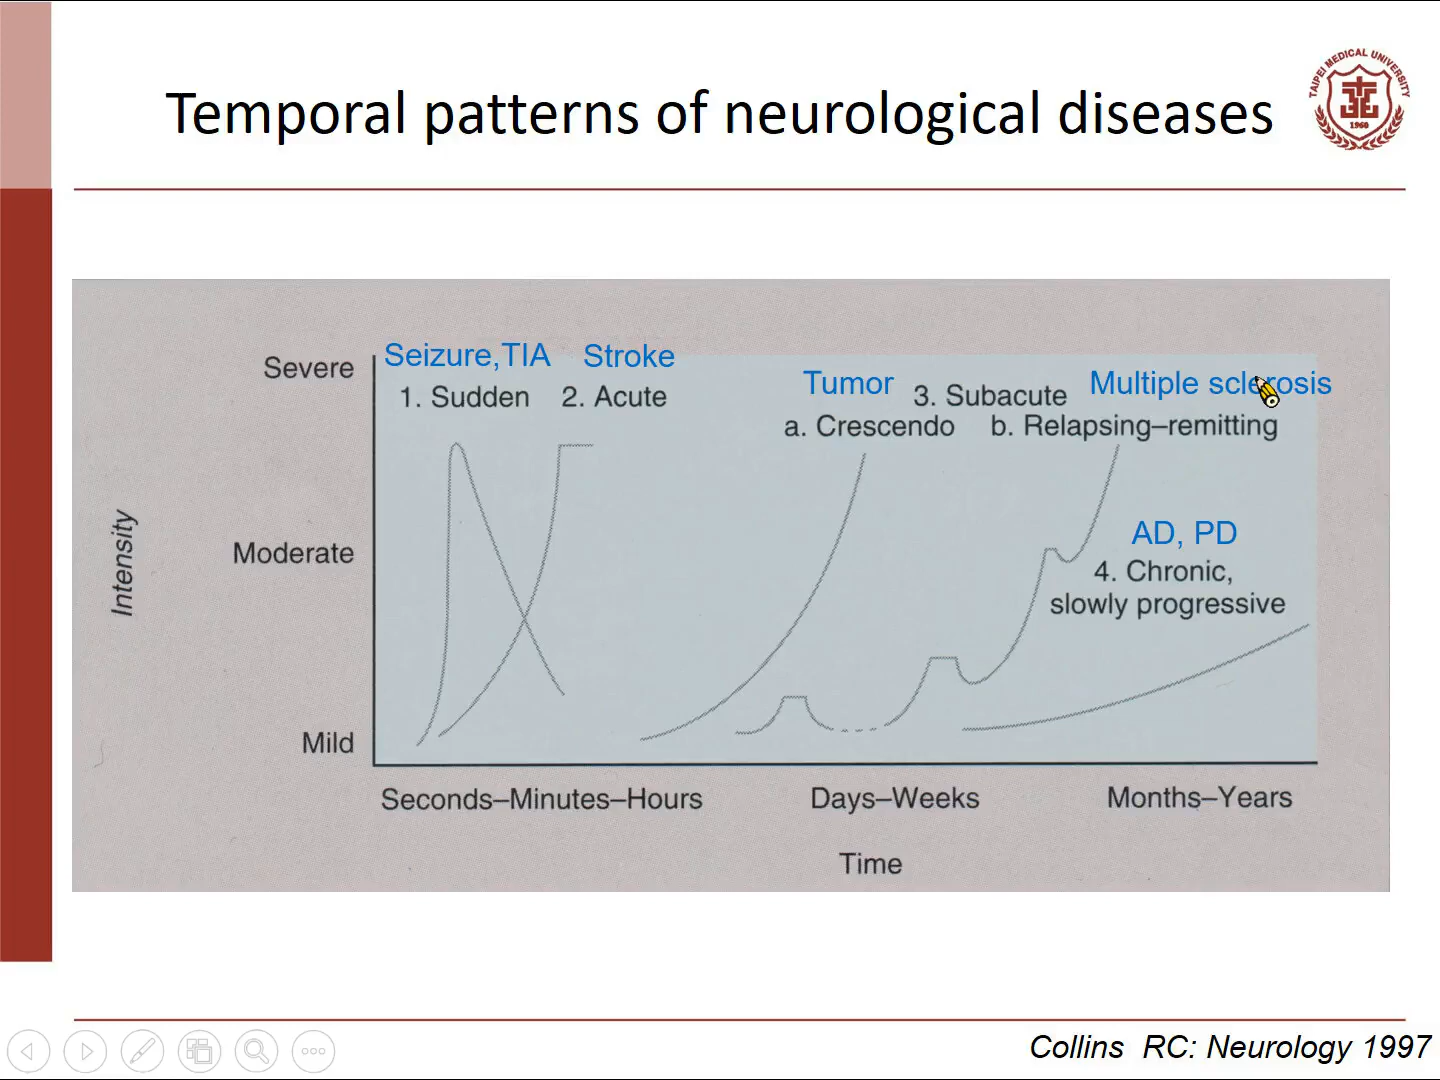 Temporal patterns of neurological diseases
TAIPEI MEDICAL UNIVERSITY
1960
Severe
Seizure,TIA
Stroke
1. Sudden
2. Acute
Tumor
3. Subacute
Multiple sclerosis
a. Crescendo
b. Relapsing–remitting
Intensity
Moderate
AD, PD
4. Chronic,
slowly progressive
Mild
Seconds–Minutes–Hours
Days–Weeks
Months–Years
Time
Collins RC: Neurology 1997